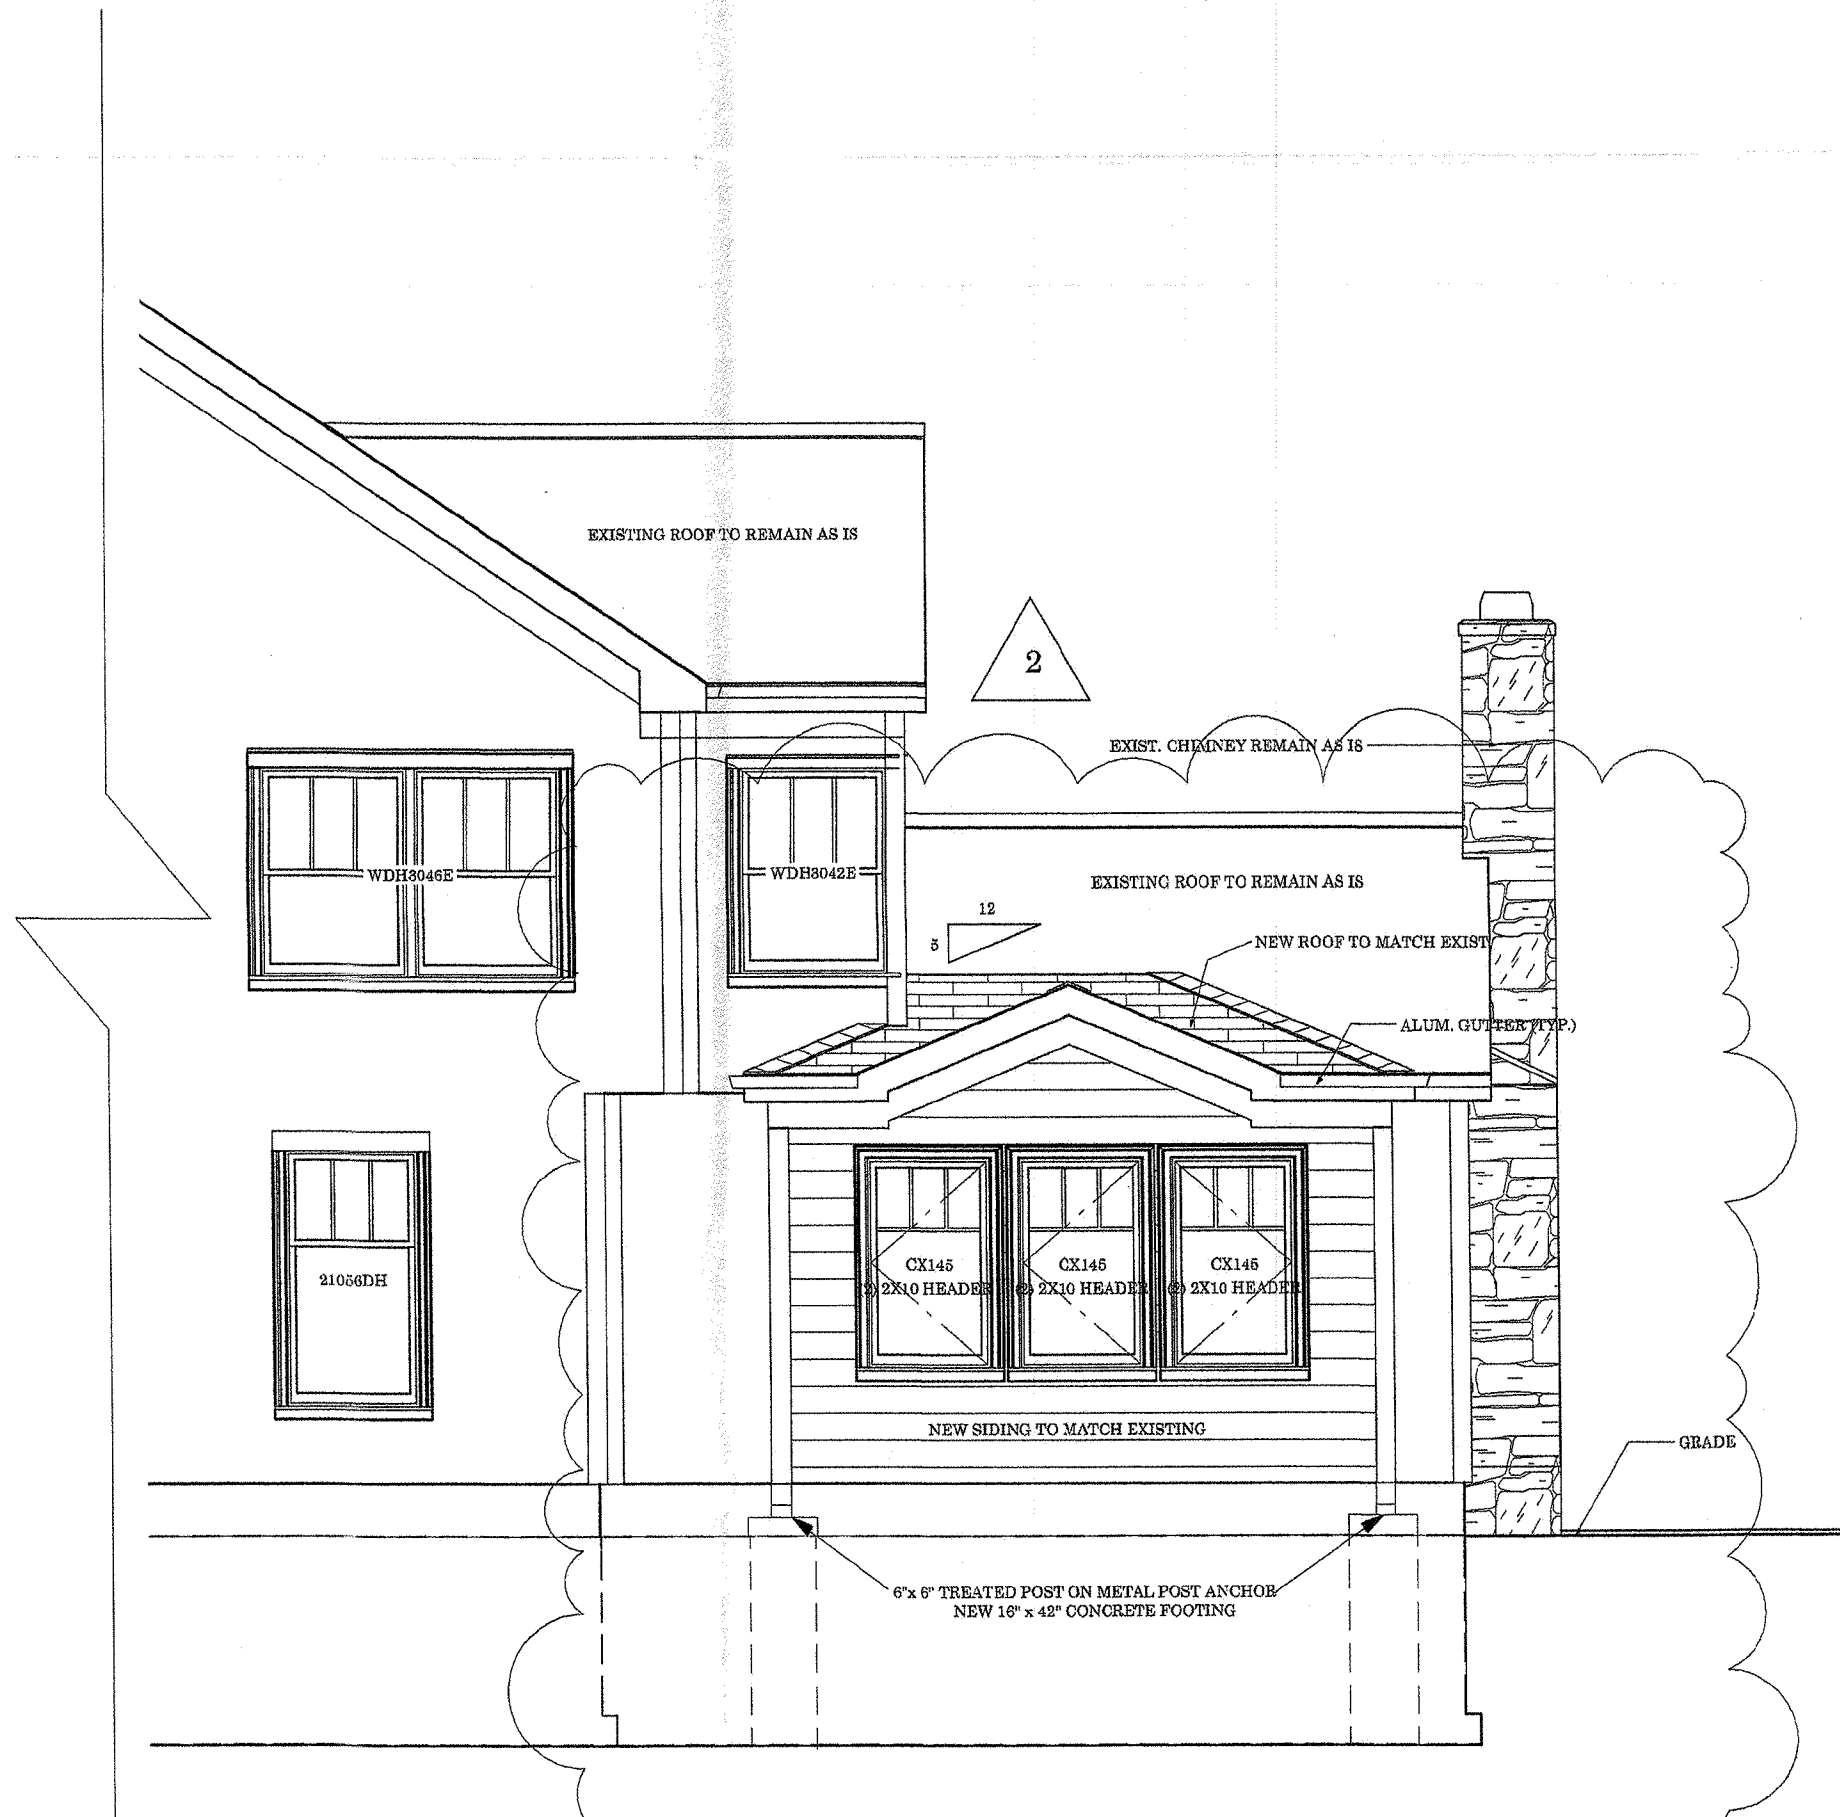 EXISTING ROOF TO REMAIN AS IS
2
EXIST. CHIMNEY REMAIN AS IS
WDH3046E
WDH3042E
EXISTING ROOF TO REMAIN AS IS
12
5
NEW ROOF TO MATCH EXIST
ALUM. GUTTER (TYP.)
21056DH
CX145
(2) 2X10 HEADER
CX145
(2) 2X10 HEADER
CX145
(2) 2X10 HEADER
NEW SIDING TO MATCH EXISTING
GRADE
6"x 6" TREATED POST ON METAL POST ANCHOR
NEW 16" x 42" CONCRETE FOOTING